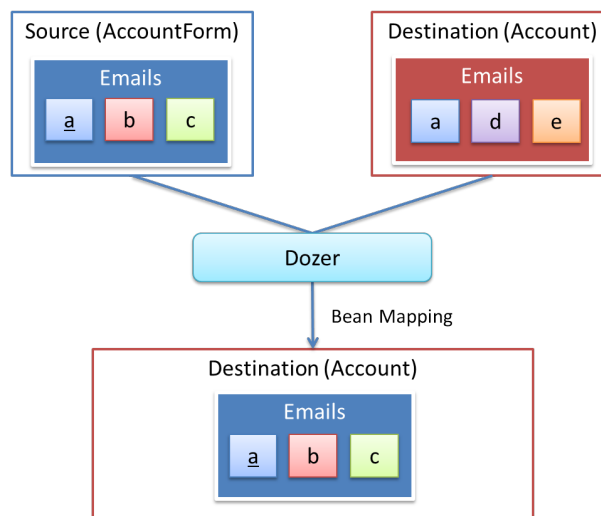 Source (AccountForm)
Emails
a b c
Destination (Account)
Emails
a d e
Dozer
Bean Mapping
Destination (Account)
Emails
a b c